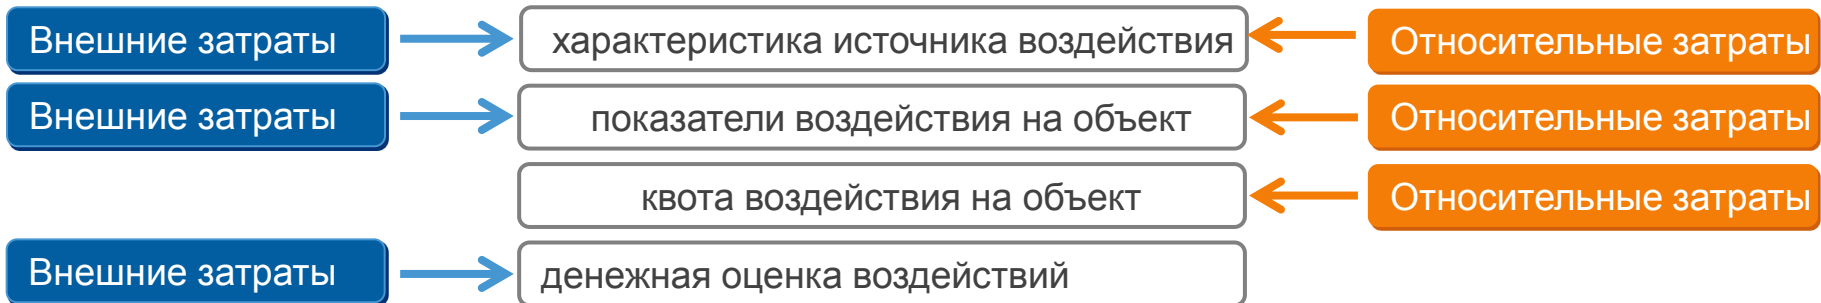 Внешние затраты
характеристика источника воздействия
Относительные затраты
Внешние затраты
показатели воздействия на объект
Относительные затраты
квота воздействия на объект
Относительные затраты
Внешние затраты
денежная оценка воздействий